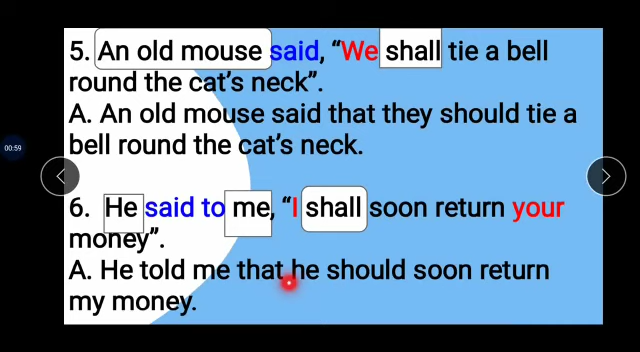 5. An old mouse said, “We shall tie a bell
round the cat’s neck”.
A. An old mouse said that they should tie a
bell round the cat’s neck.
00:59
6. He said to me, “I shall soon return your
money”.
A. He told me that he should soon return
my money.